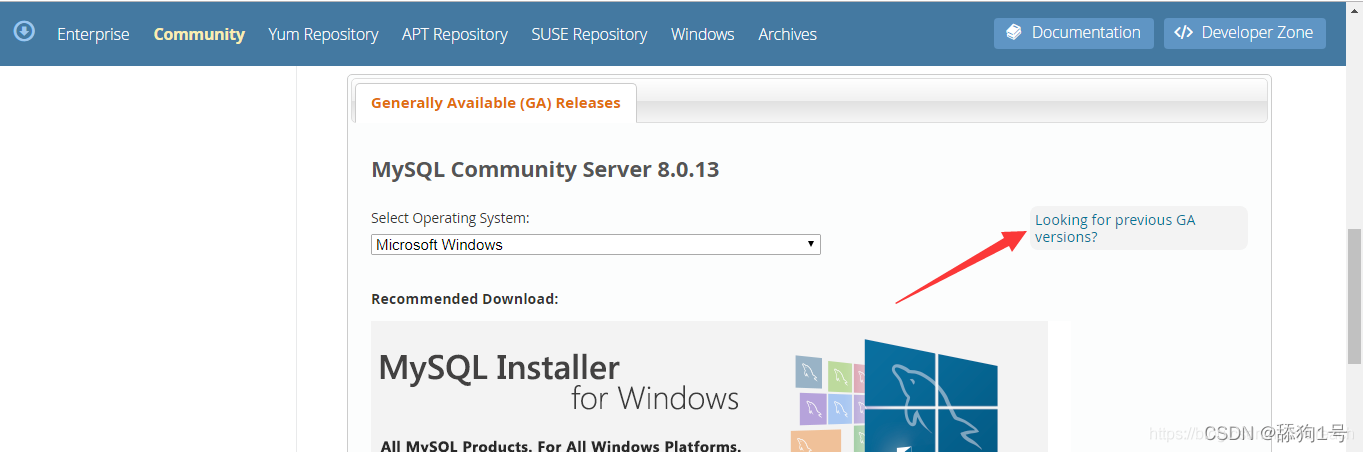 Enterprise Community Yum Repository APT Repository SUSE Repository Windows Archives Documentation Developer Zone
Generally Available (GA) Releases
MySQL Community Server 8.0.13
Select Operating System:
Looking for previous GA
versions?
Microsoft Windows
Recommended Download:
MySQL Installer
for Windows
All MySQL Products. For All Windows Platforms.
CSDN @舔狗1号